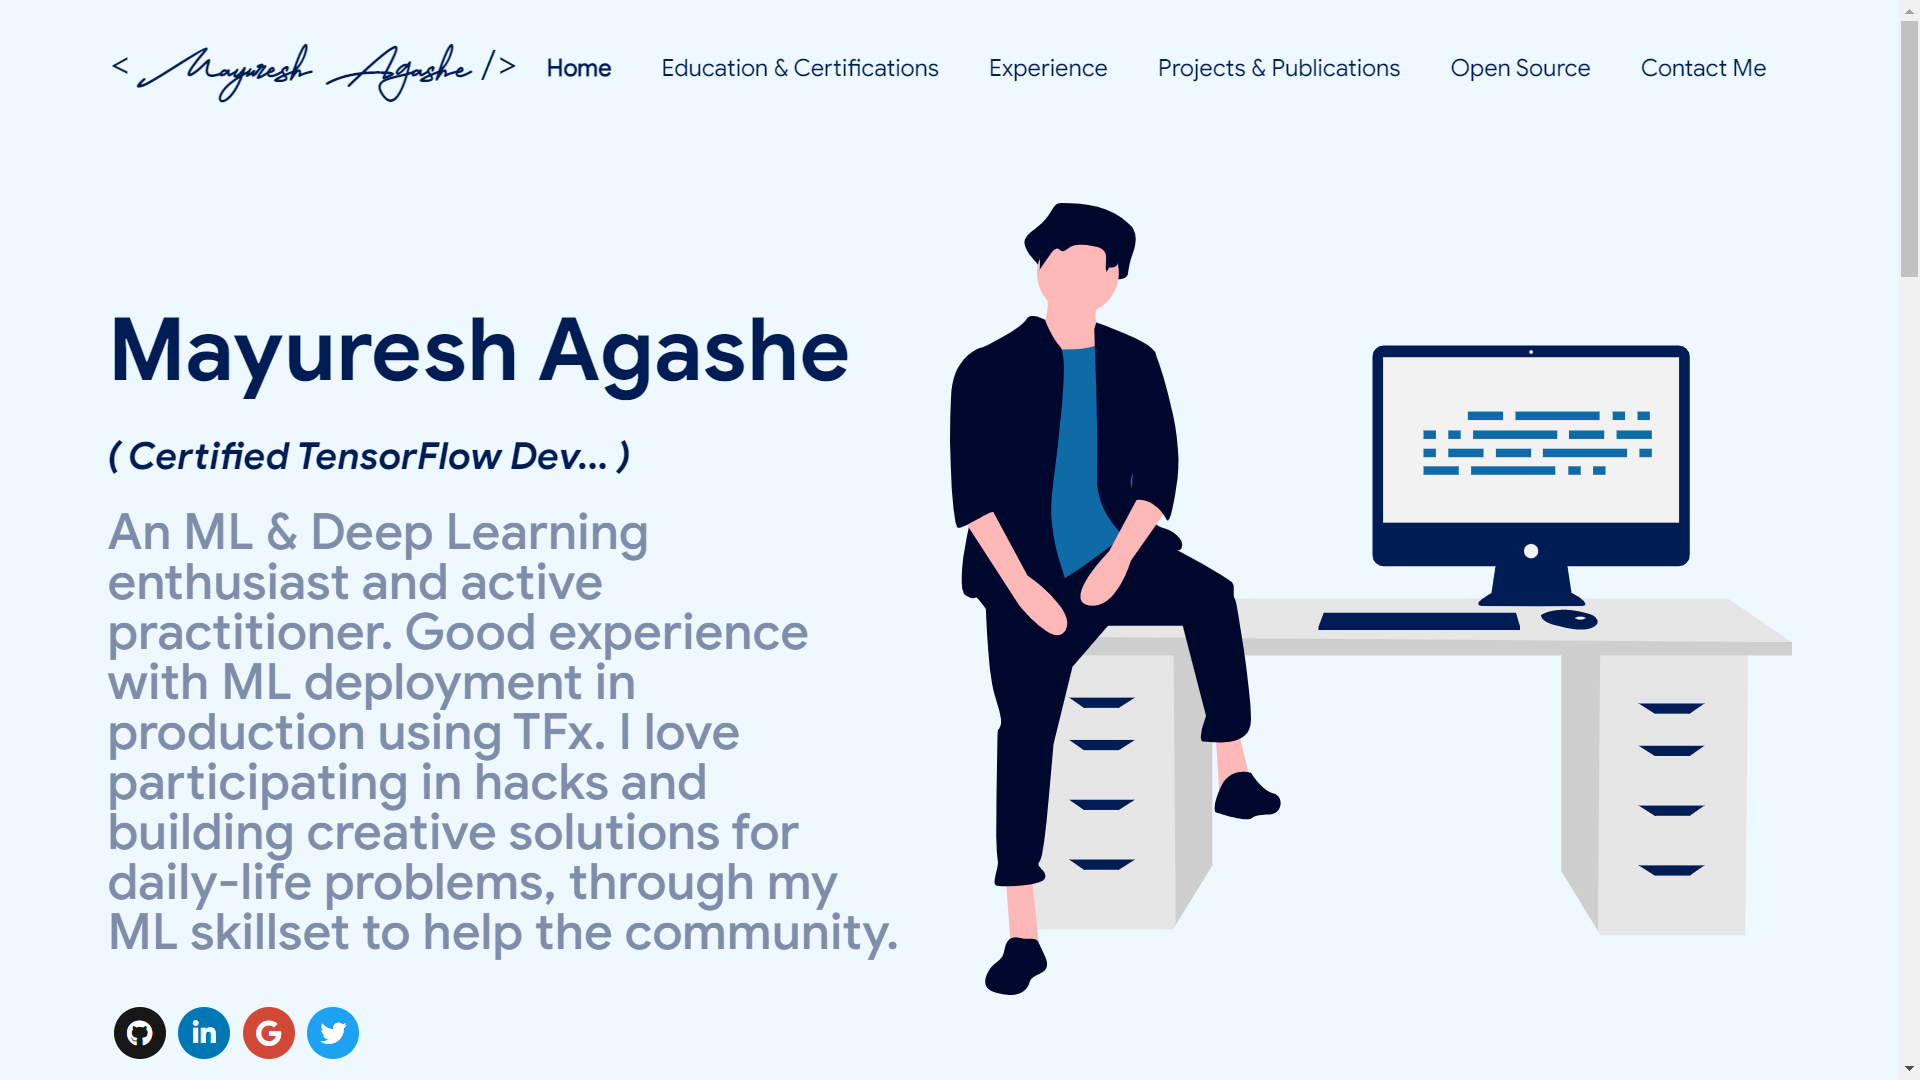 < Mayuresh Agashe /> Home Education & Certifications Experience Projects & Publications Open Source Contact Me
Mayuresh Agashe
( Certified TensorFlow Dev... )
An ML & Deep Learning
enthusiast and active
practitioner. Good experience
with ML deployment in
production using TFx. I love
participating in hacks and
building creative solutions for
daily-life problems, through my
ML skillset to help the community.
in G